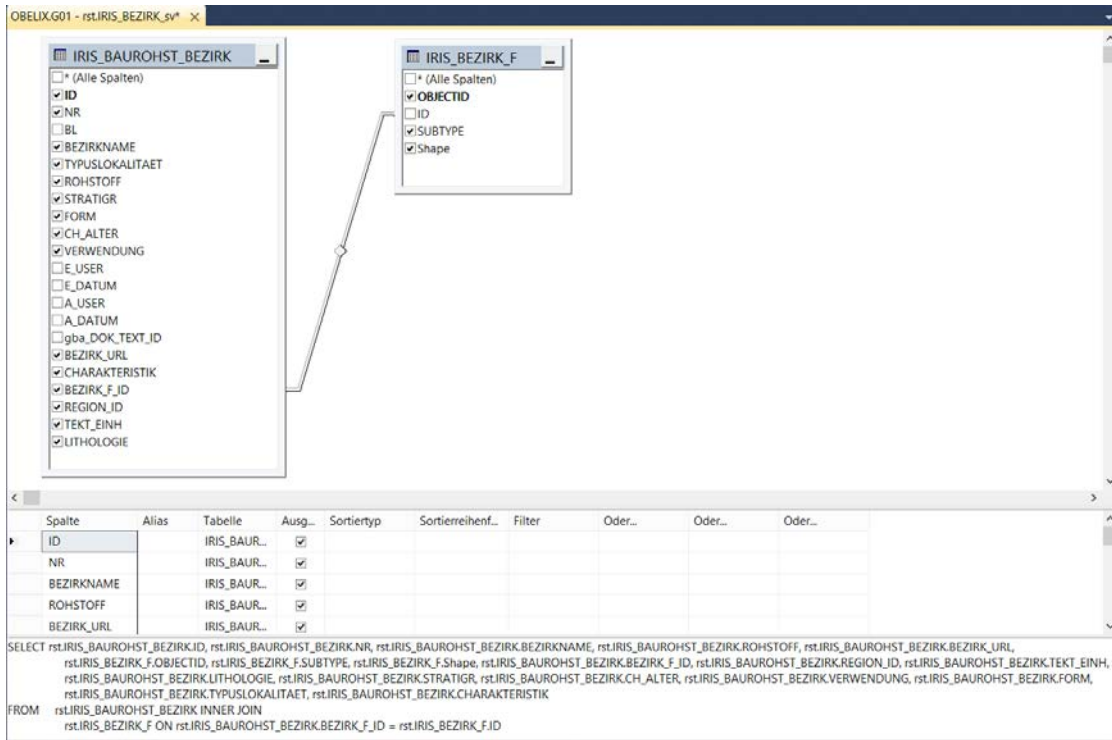 OBELIX.G01 - rst.IRIS_BEZIRK_sv*
IRIS_BAUROHST_BEZIRK
* (Alle Spalten)
ID
NR
BL
BEZIRKNAME
TYPUSLOKALITAET
ROHSTOFF
STRATIGR
FORM
CH_ALTER
VERWENDUNG
E_USER
E_DATUM
A_USER
A_DATUM
gba_DOK_TEXT_ID
BEZIRK_URL
CHARAKTERISTIK
BEZIRK_F_ID
REGION_ID
TEKT_EINH
LITHOLOGIE
IRIS_BEZIRK_F
* (Alle Spalten)
OBJECTID
ID
SUBTYPE
Shape
Spalte Alias Tabelle Ausg... Sortiertyp Sortierreihenf... Filter Oder... Oder... Oder...
ID IRIS_BAUR...
NR IRIS_BAUR...
BEZIRKNAME IRIS_BAUR...
ROHSTOFF IRIS_BAUR...
BEZIRK_URL IRIS_BAUR...
SELECT rst.IRIS_BAUROHST_BEZIRK.ID, rst.IRIS_BAUROHST_BEZIRK.NR, rst.IRIS_BAUROHST_BEZIRK.BEZIRKNAME, rst.IRIS_BAUROHST_BEZIRK.ROHSTOFF, rst.IRIS_BAUROHST_BEZIRK.BEZIRK_URL,
rst.IRIS_BEZIRK_F.OBJECTID, rst.IRIS_BEZIRK_F.SUBTYPE, rst.IRIS_BEZIRK_F.Shape, rst.IRIS_BAUROHST_BEZIRK.BEZIRK_F_ID, rst.IRIS_BAUROHST_BEZIRK.REGION_ID, rst.IRIS_BAUROHST_BEZIRK.TEKT_EINH,
rst.IRIS_BAUROHST_BEZIRK.LITHOLOGIE, rst.IRIS_BAUROHST_BEZIRK.STRATIGR, rst.IRIS_BAUROHST_BEZIRK.CH_ALTER, rst.IRIS_BAUROHST_BEZIRK.VERWENDUNG, rst.IRIS_BAUROHST_BEZIRK.FORM,
rst.IRIS_BAUROHST_BEZIRK.TYPUSLOKALITAET, rst.IRIS_BAUROHST_BEZIRK.CHARAKTERISTIK
FROM rst.IRIS_BAUROHST_BEZIRK INNER JOIN
rst.IRIS_BEZIRK_F ON rst.IRIS_BAUROHST_BEZIRK.BEZIRK_F_ID = rst.IRIS_BEZIRK_F.ID